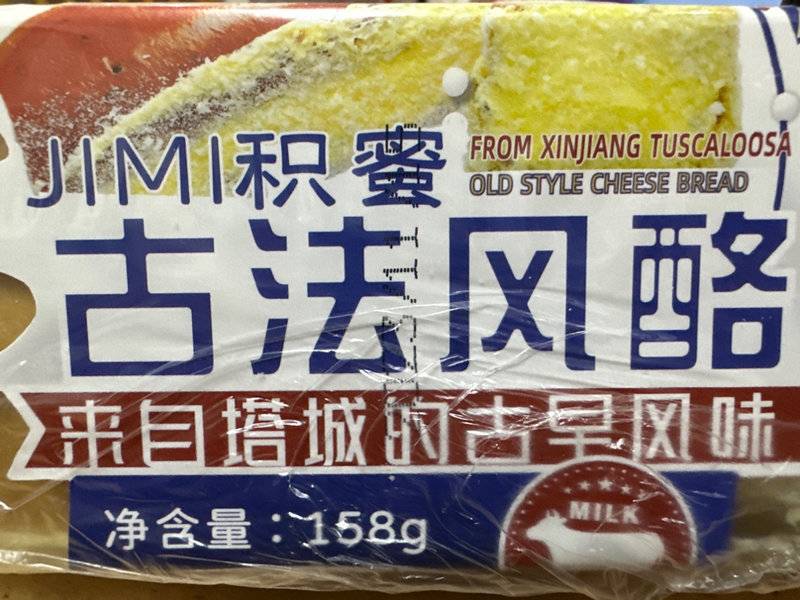 JIMI积蜜
FROM XINJIANG TUSCALOOSA
OLD STYLE CHEESE BREAD
古法风酪
来自塔城的古早风味
净含量：158g
MILK